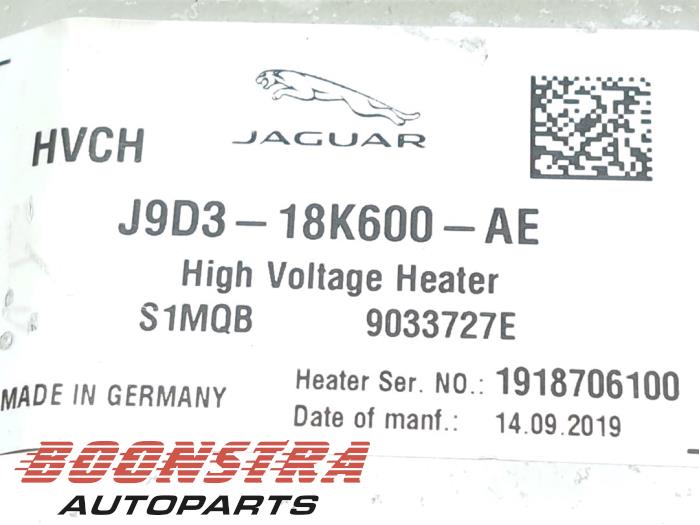 JAGUAR
HVCH
J9D3-18K600-AE
High Voltage Heater
S1MQB 9033727E
Heater Ser. NO.: 1918706100
MADE IN GERMANY
Date of manf.: 14.09.2019
BOONSTRA
AUTOPARTS